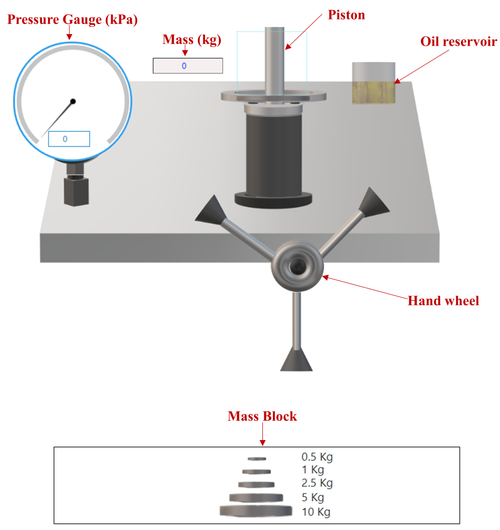 Pressure Gauge (kPa)
Mass (kg)
Piston
Oil reservoir
0
0
Hand wheel
Mass Block
0.5 Kg
1 Kg
2.5 Kg
5 Kg
10 Kg